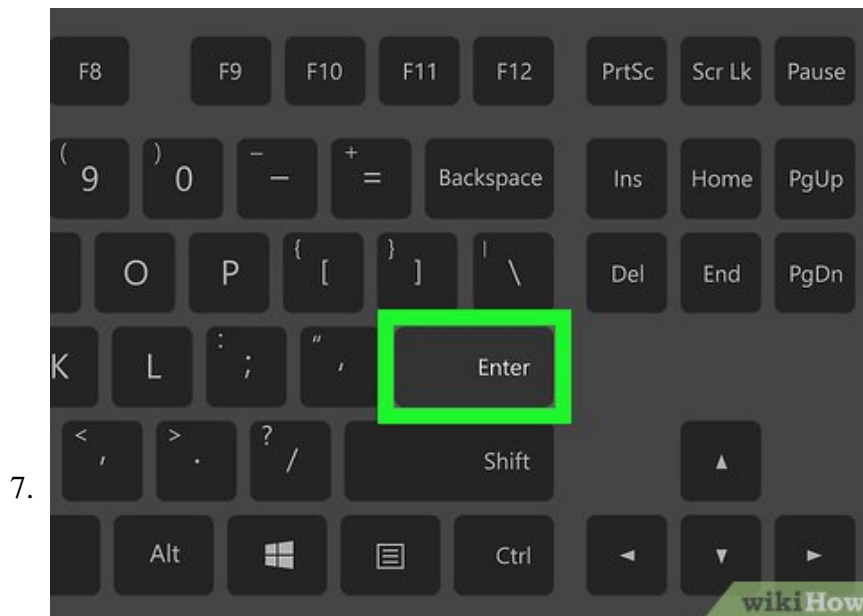 F8 F9 F10 F11 F12 PrtSc Scr Lk Pause
( 9 ) 0 _ - + = Backspace Ins Home PgUp
O P { [ } ] | \ Del End PgDn
K L : ; " ' Enter
< , > . ? / Shift
7.
Alt Ctrl
wikiHow